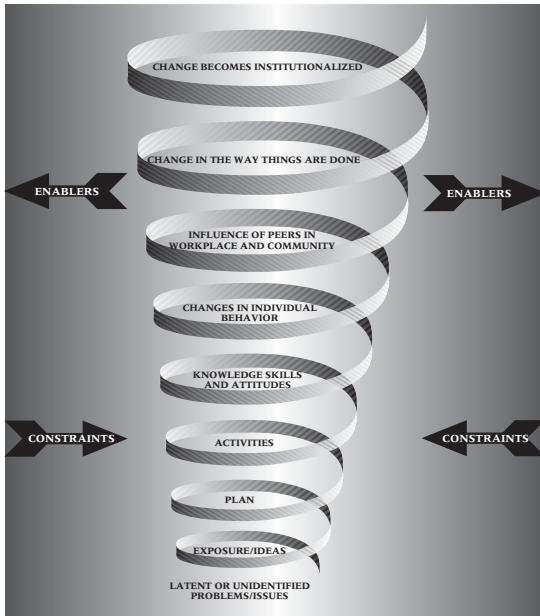 CHANGE BECOMES INSTITUTIONALIZED
CHANGE IN THE WAY THINGS ARE DONE
ENABLERS
ENABLERS
INFLUENCE OF PEERS IN
WORKPLACE AND COMMUNITY
CHANGES IN INDIVIDUAL
BEHAVIOR
KNOWLEDGE SKILLS
AND ATTITUDES
CONSTRAINTS
ACTIVITIES
CONSTRAINTS
PLAN
EXPOSURE/IDEAS
LATENT OR UNIDENTIFIED
PROBLEMS/ISSUES